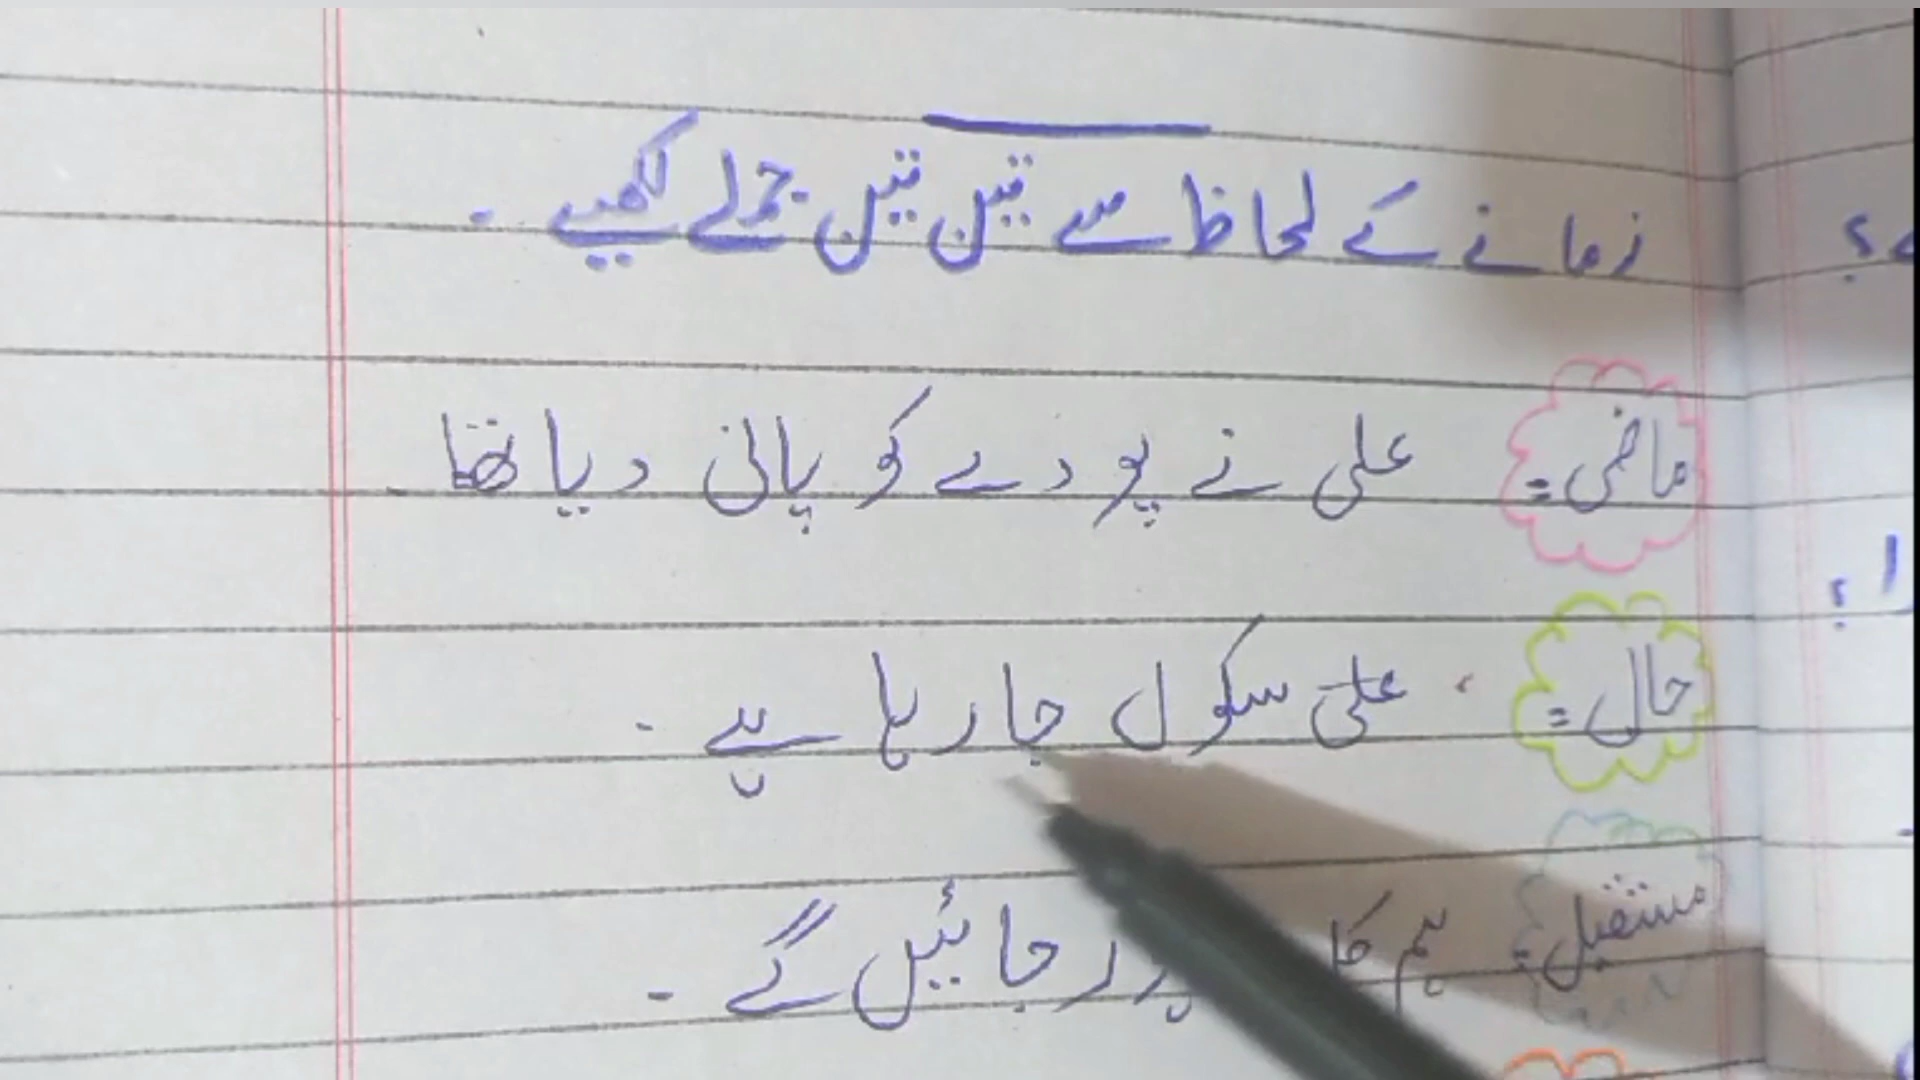 زمانے کے لحاظ سے تین تین جملے لکھیے ۔
ماضی = علی نے پودے کو پانی دیا تھا
حال = علی سکول جا رہا ہے ۔
مستقبل = ہم جائیں گے ۔